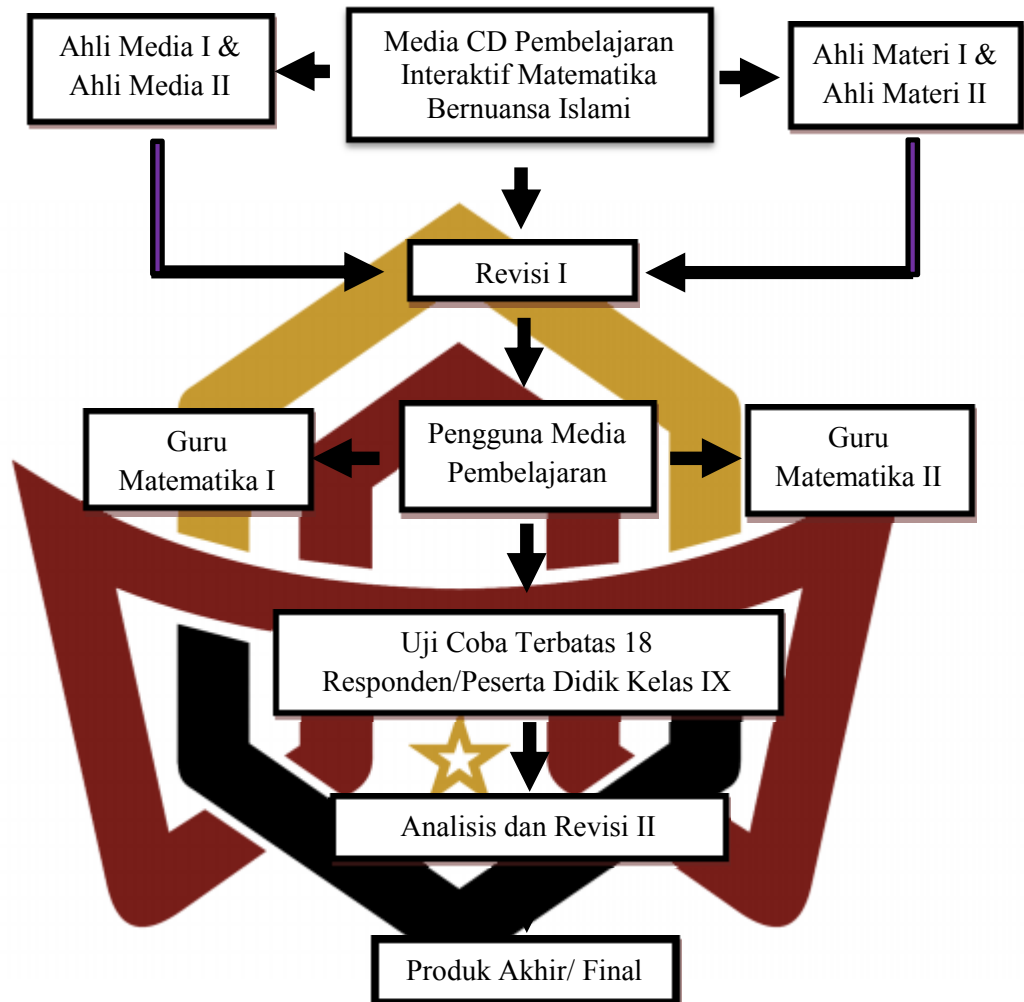 Ahli Media I &
Ahli Media II
Media CD Pembelajaran
Interaktif Matematika
Bernuansa Islami
Ahli Materi I &
Ahli Materi II
Revisi I
Guru
Matematika I
Pengguna Media
Pembelajaran
Guru
Matematika II
Uji Coba Terbatas 18
Responden/Peserta Didik Kelas IX
Analisis dan Revisi II
Produk Akhir/ Final